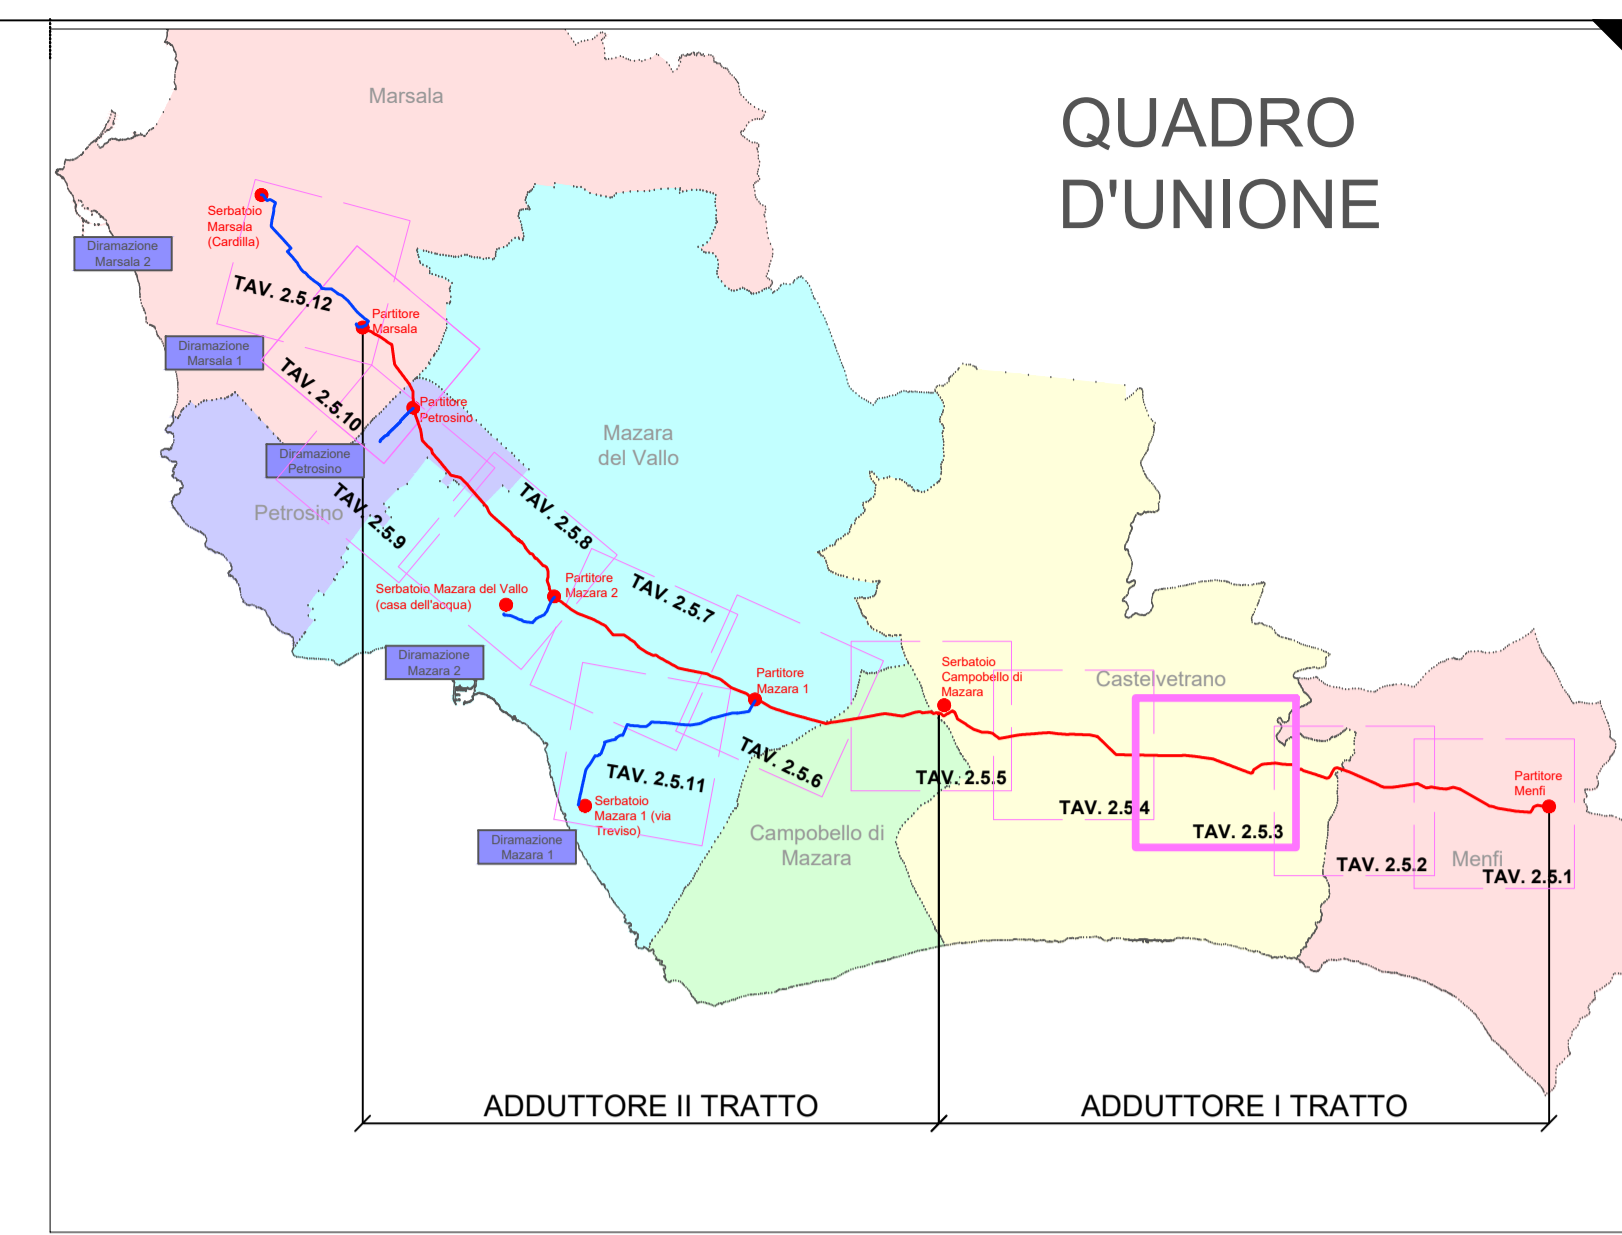 QUADRO
D'UNIONE
Marsala
Serbatoio
Marsala
(Cardilla)
Diramazione
Marsala 2
TAV. 2.5.12
Partitore
Marsala
Diramazione
Marsala 1
TAV. 2.5.10
Partitore
Petrosino
Mazara
del Vallo
Diramazione
Petrosino
Petrosino
TAV. 2.5.9
TAV. 2.5.8
Serbatoio Mazara del Vallo
(casa dell'acqua)
Partitore
Mazara 2
TAV. 2.5.7
Diramazione
Mazara 2
Partitore
Mazara 1
Serbatoio
Campobello di
Mazara
Castelvetrano
TAV. 2.5.6
TAV. 2.5.11
TAV. 2.5.5
TAV. 2.5.4
TAV. 2.5.3
Partitore
Menfi
Serbatoio
Mazara 1 (via
Treviso)
Diramazione
Mazara 1
Campobello di
Mazara
TAV. 2.5.2
Menfi
TAV. 2.5.1
ADDUTTORE II TRATTO
ADDUTTORE I TRATTO